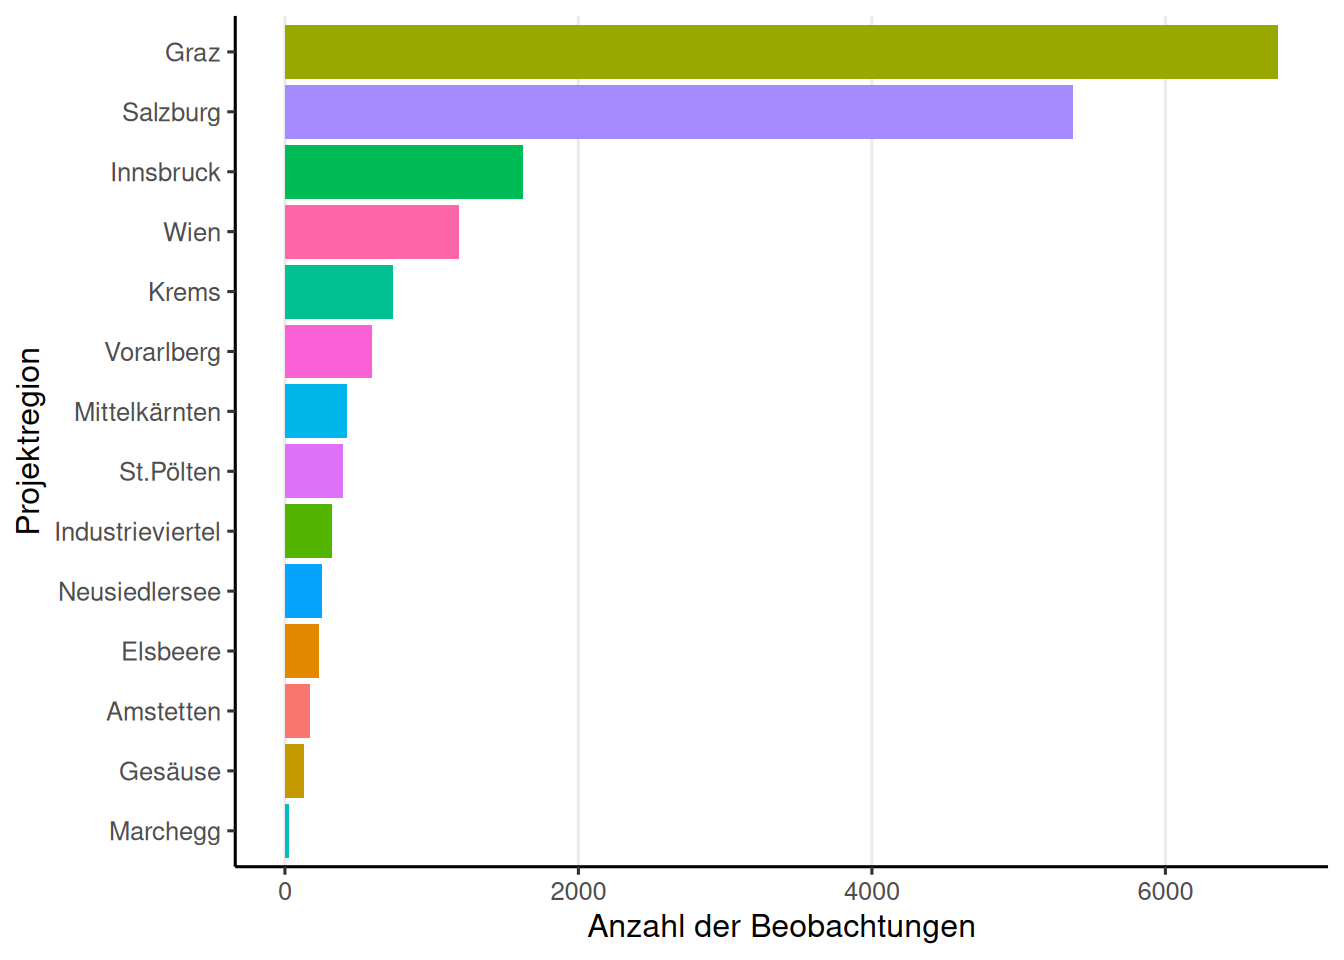 Projektregion
Graz
Salzburg
Innsbruck
Wien
Krems
Vorarlberg
Mittelkärnten
St.Pölten
Industrieviertel
Neusiedlersee
Elsbeere
Amstetten
Gesäuse
Marchegg
0 2000 4000 6000
Anzahl der Beobachtungen